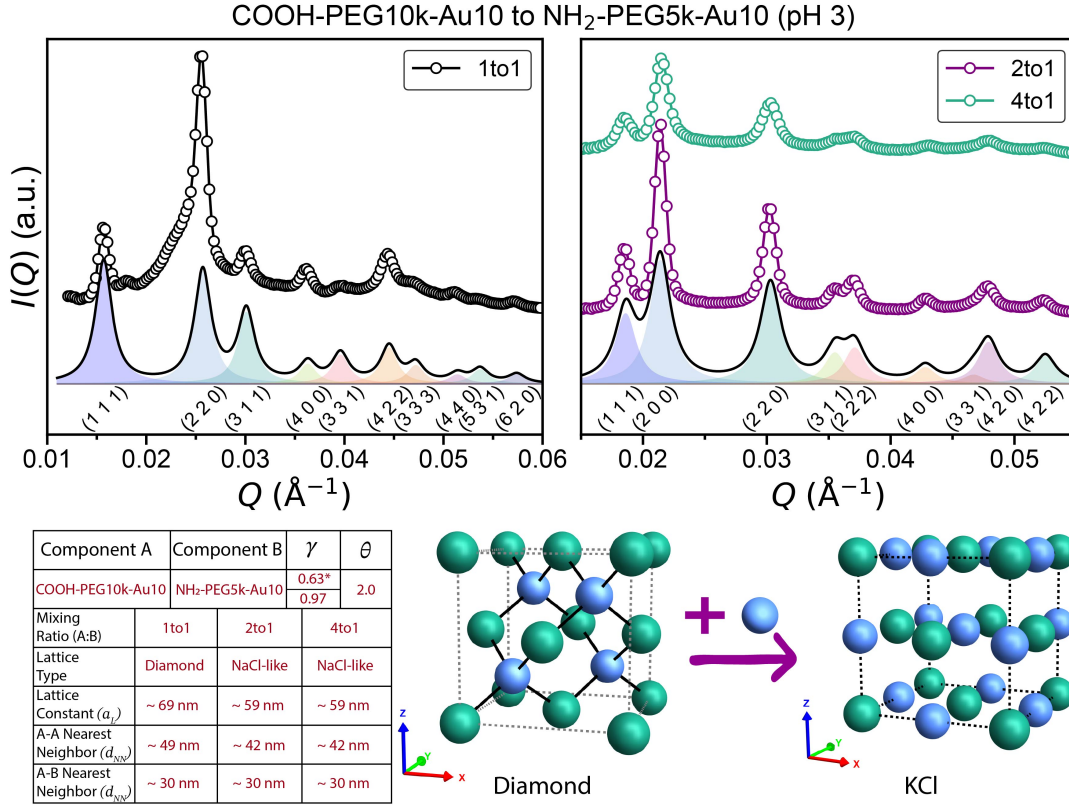 COOH-PEG10k-Au10 to NH₂-PEG5k-Au10 (pH 3)
I(Q) (a.u.)
1to1
(1 1 1)
(2 2 0)
(3 1 1)
(4 0 0)
(3 3 1)
(4 2 2)
(3 3 3)
(4 4 0)
(5 3 1)
(6 2 0)
0.01 0.02 0.03 0.04 0.05 0.06
Q (Å⁻¹)
2to1
4to1
(1 1 1)
(2 0 0)
(2 2 0)
(3 1 1)
(2 2 2)
(4 0 0)
(3 3 1)
(4 2 0)
(4 2 2)
0.02 0.03 0.04 0.05
Q (Å⁻¹)
Component A Component B γ θ
COOH-PEG10k-Au10 NH₂-PEG5k-Au10 0.63* 2.0
0.97
Mixing
Ratio (A:B) 1to1 2to1 4to1
Lattice
Type Diamond NaCl-like NaCl-like
Lattice
Constant (a_L) ~ 69 nm ~ 59 nm ~ 59 nm
A-A Nearest
Neighbor (d_NN) ~ 49 nm ~ 42 nm ~ 42 nm
A-B Nearest
Neighbor (d_NN) ~ 30 nm ~ 30 nm ~ 30 nm
Z
Y
X
Diamond
+
Z
Y
X
KCl